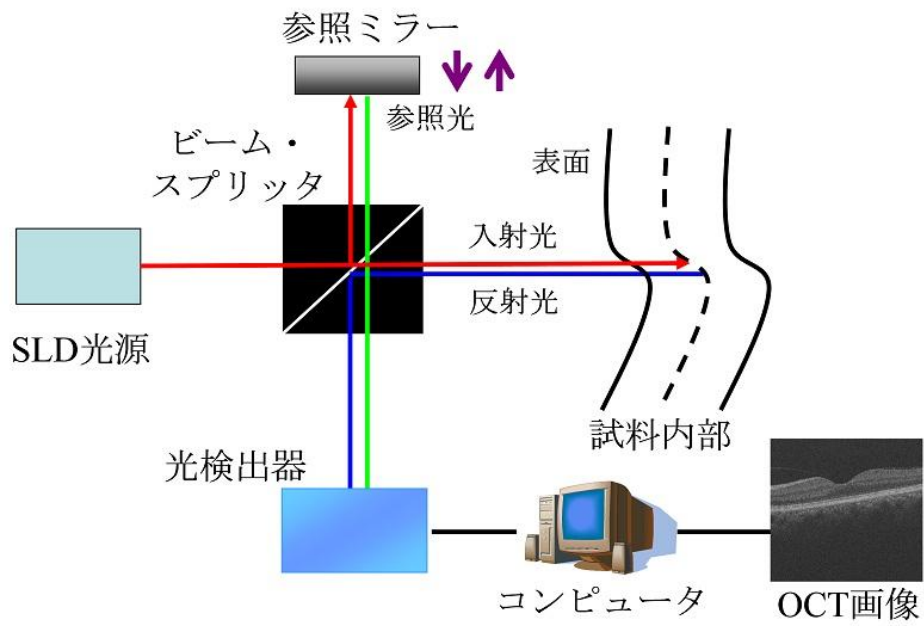 参照ミラー
参照光
ビーム・
スプリッタ
表面
入射光
反射光
SLD光源
試料内部
光検出器
コンピュータ
OCT画像